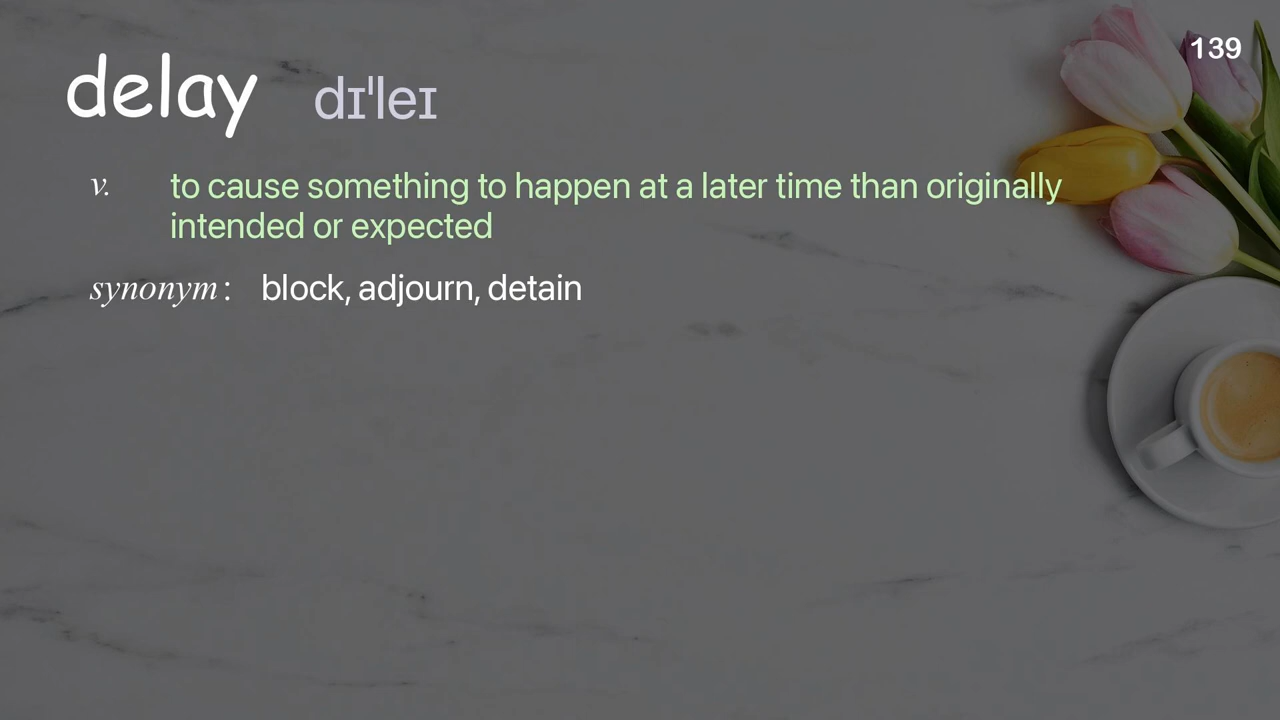 139
delay dɪˈleɪ
v. to cause something to happen at a later time than originally
intended or expected
synonym: block, adjourn, detain